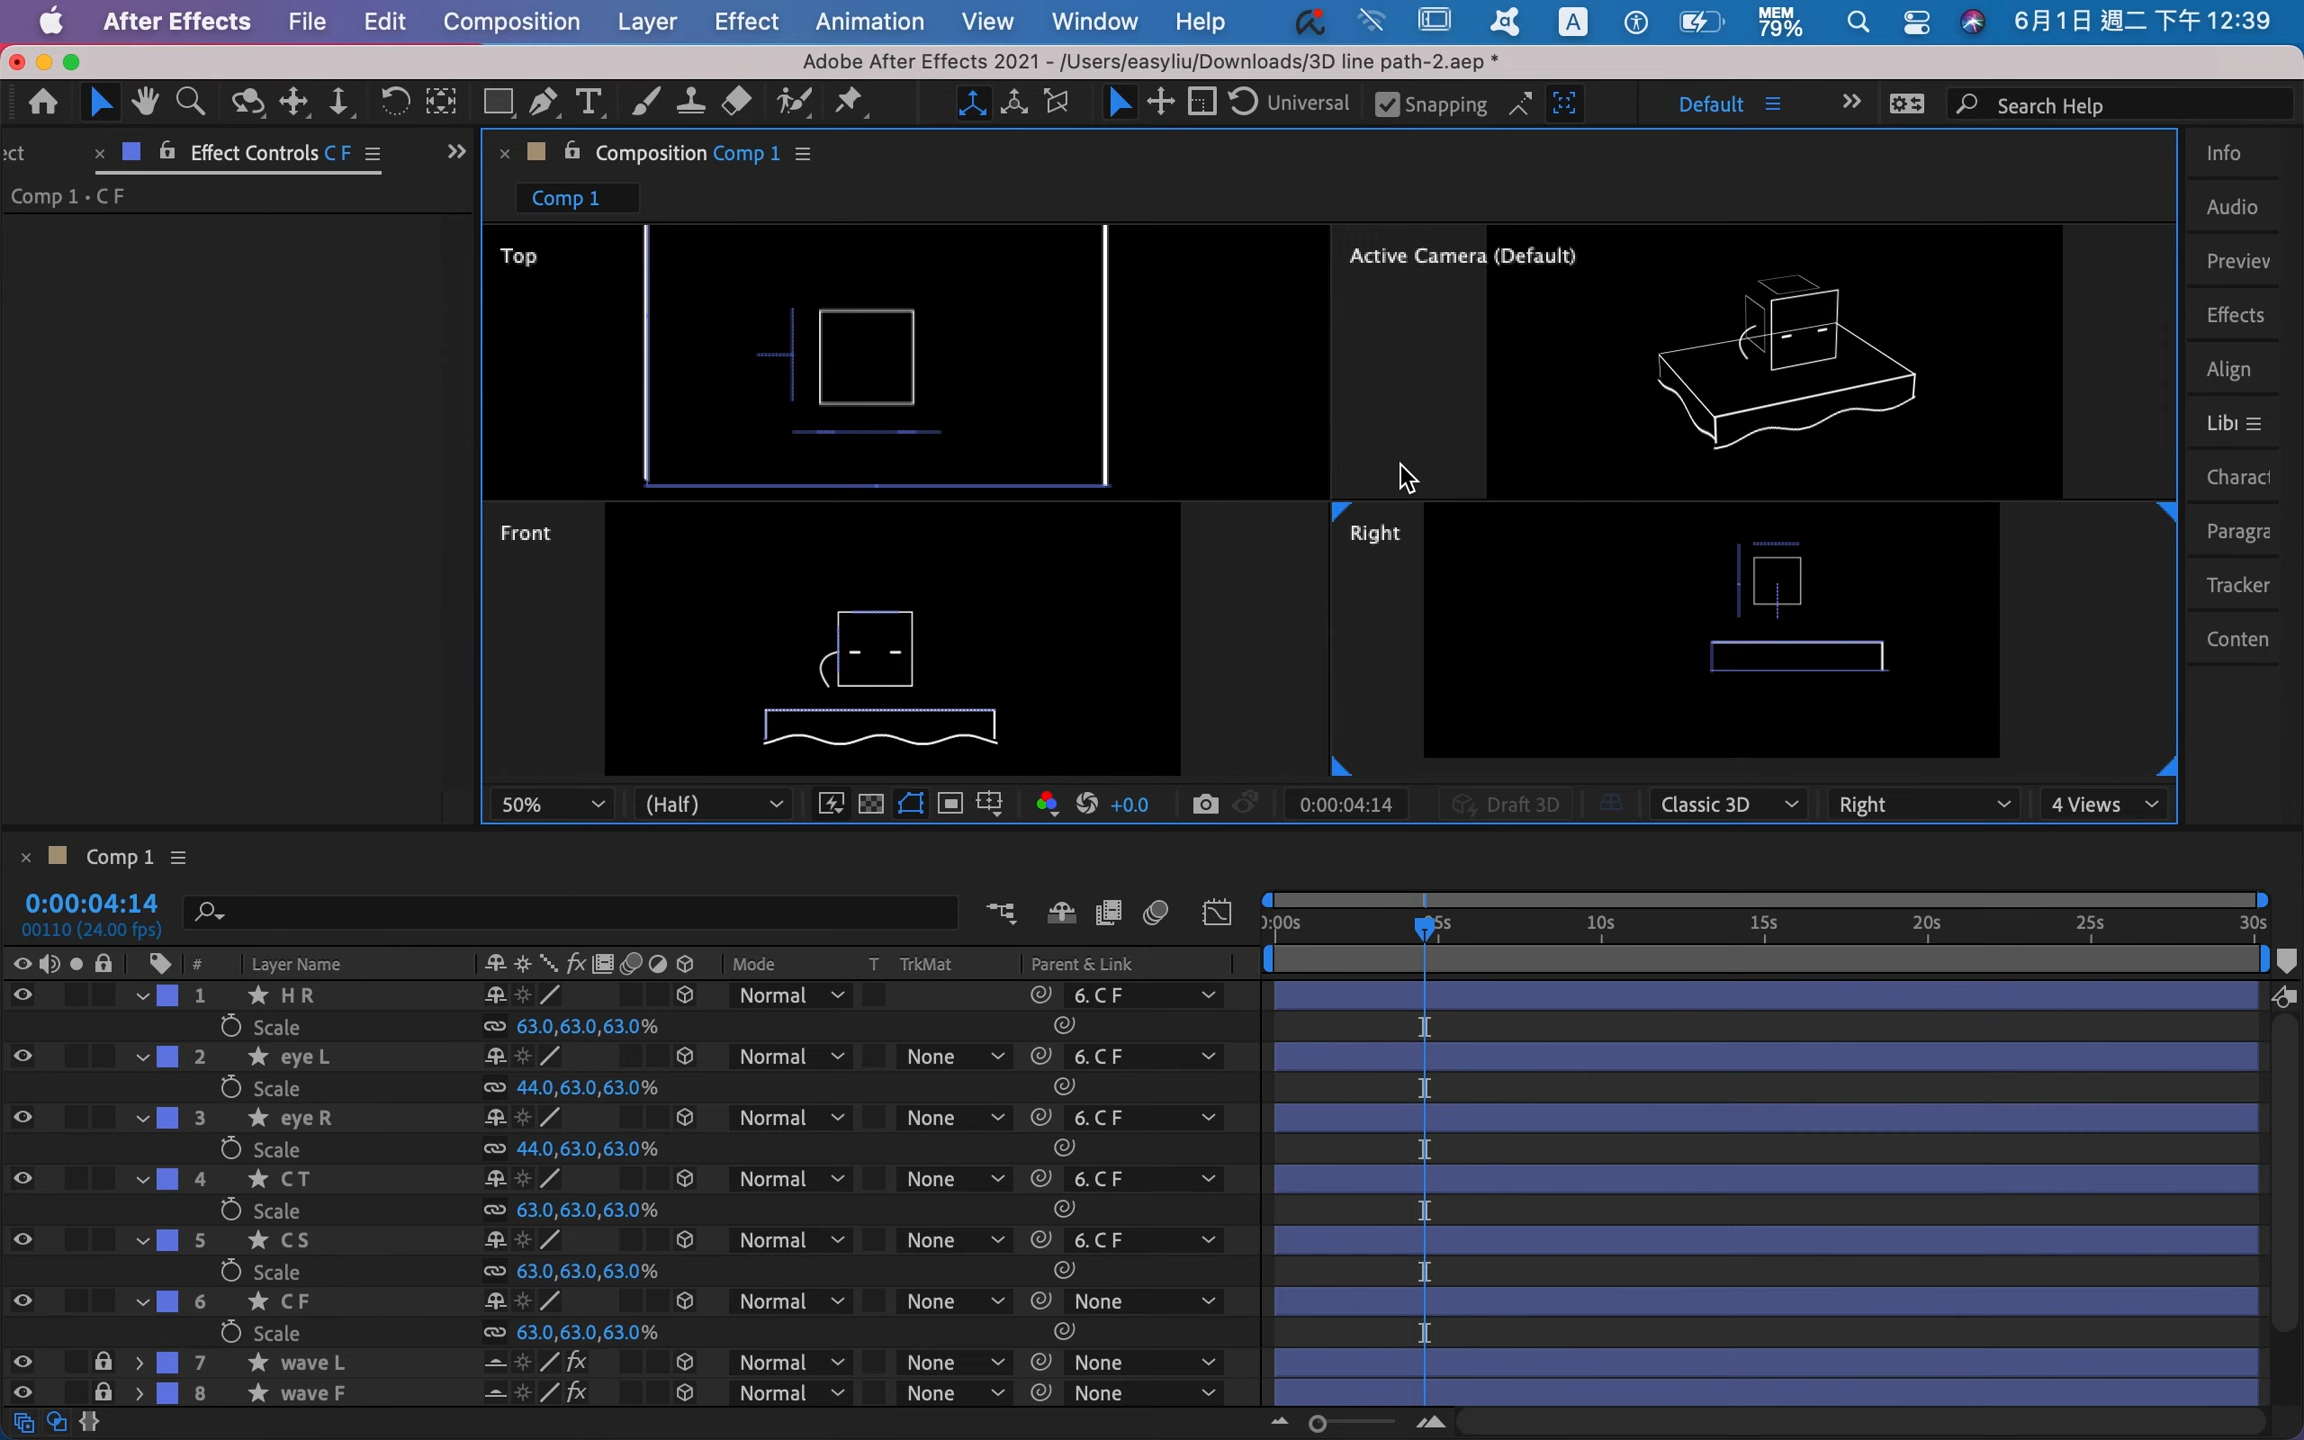 After Effects File Edit Composition Layer Effect Animation View Window Help A MEM 79% 6月1日 週二 下午 12:39
Adobe After Effects 2021 - /Users/easyliu/Downloads/3D line path-2.aep *
Universal Snapping Default Search Help
ect Effect Controls C F Composition Comp 1 Info
Comp 1 • C F Comp 1 Audio
Top Active Camera (Default) Preview
Effects
Align
Libr
Charact
Front Right Paragra
Tracker
Conten
50% (Half) +0.0 0:00:04:14 Draft 3D Classic 3D Right 4 Views
Comp 1
0:00:04:14
00110 (24.00 fps) 0:00s 05s 10s 15s 20s 25s 30s
# Layer Name fx Mode T TrkMat Parent & Link
1 H R Normal 6. C F
Scale 63.0,63.0,63.0%
2 eye L Normal None 6. C F
Scale 44.0,63.0,63.0%
3 eye R Normal None 6. C F
Scale 44.0,63.0,63.0%
4 C T Normal None 6. C F
Scale 63.0,63.0,63.0%
5 C S Normal None 6. C F
Scale 63.0,63.0,63.0%
6 C F Normal None None
Scale 63.0,63.0,63.0%
7 wave L fx Normal None None
8 wave F fx Normal None None